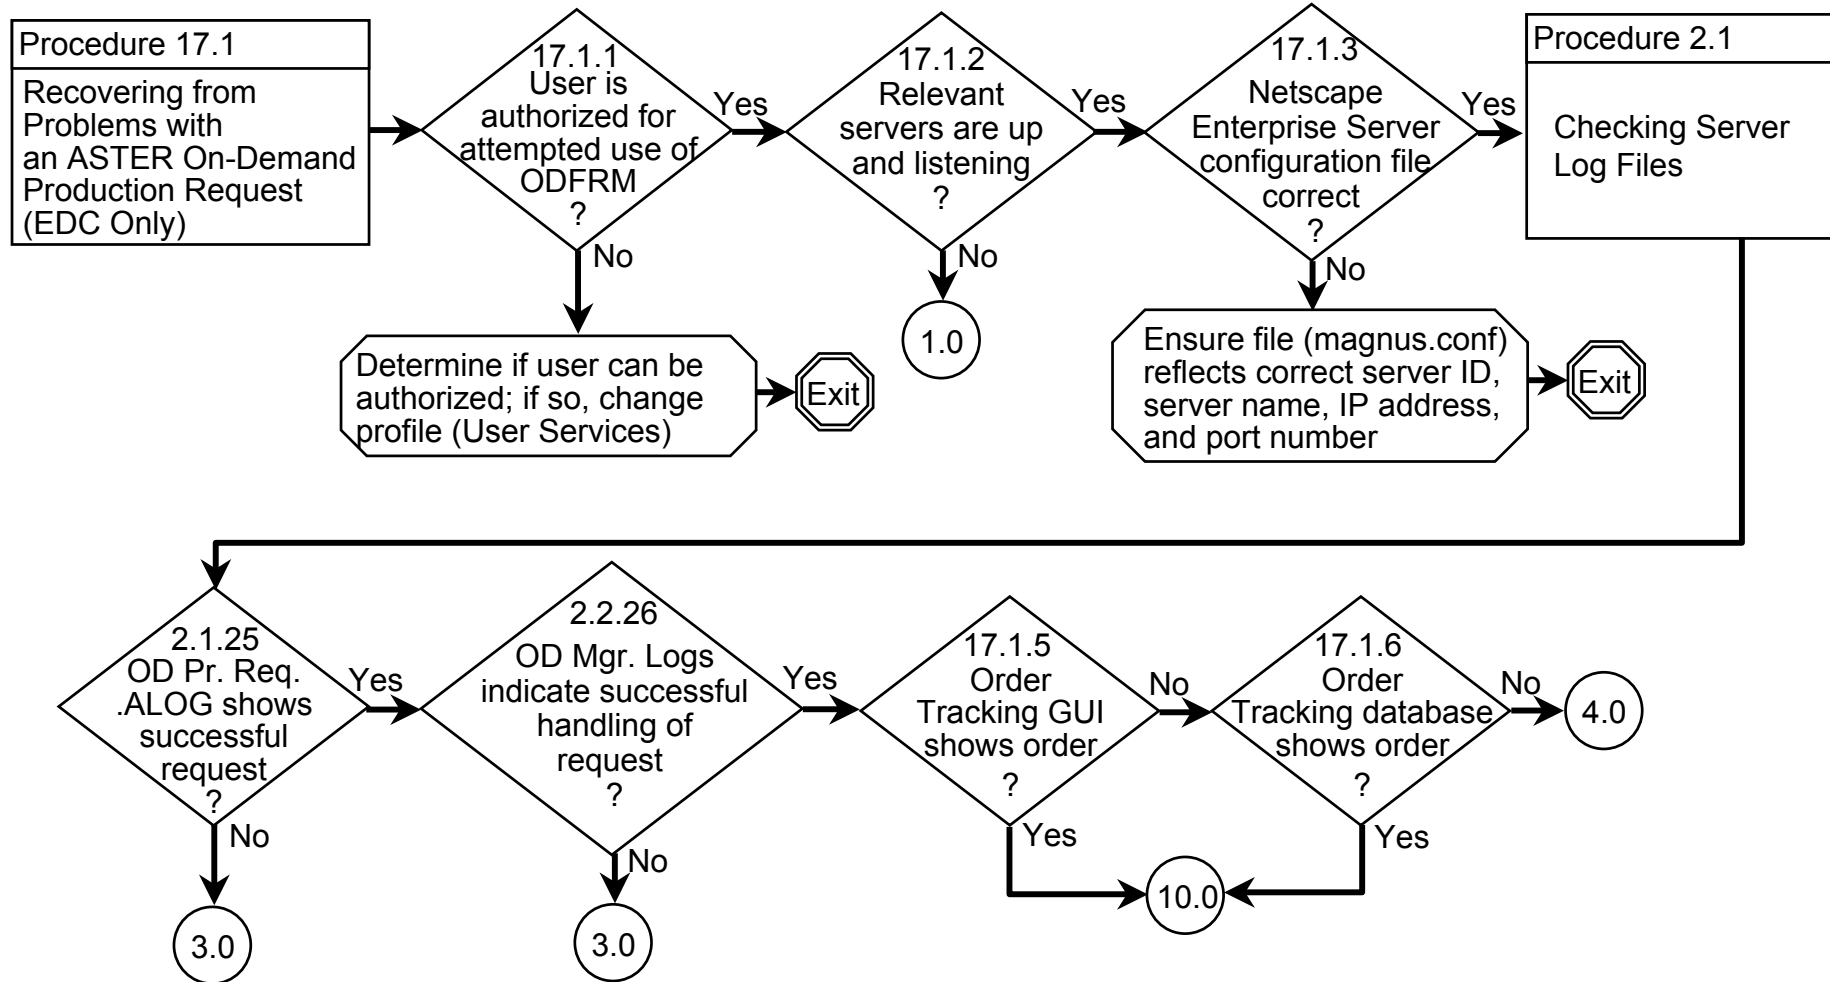 Procedure 17.1
Recovering from
Problems with
an ASTER On-Demand
Production Request
(EDC Only)
17.1.1
User is
authorized for
attempted use of
ODFRM
?
Yes
No
17.1.2
Relevant
servers are up
and listening
?
Yes
No
17.1.3
Netscape
Enterprise Server
configuration file
correct
?
Yes
No
Procedure 2.1
Checking Server
Log Files
Determine if user can be
authorized; if so, change
profile (User Services)
Exit
1.0
Ensure file (magnus.conf)
reflects correct server ID,
server name, IP address,
and port number
Exit
2.1.25
OD Pr. Req.
.ALOG shows
successful
request
?
Yes
No
2.2.26
OD Mgr. Logs
indicate successful
handling of
request
?
Yes
No
17.1.5
Order
Tracking GUI
shows order
?
No
Yes
17.1.6
Order
Tracking database
shows order
?
No
Yes
4.0
3.0
3.0
10.0